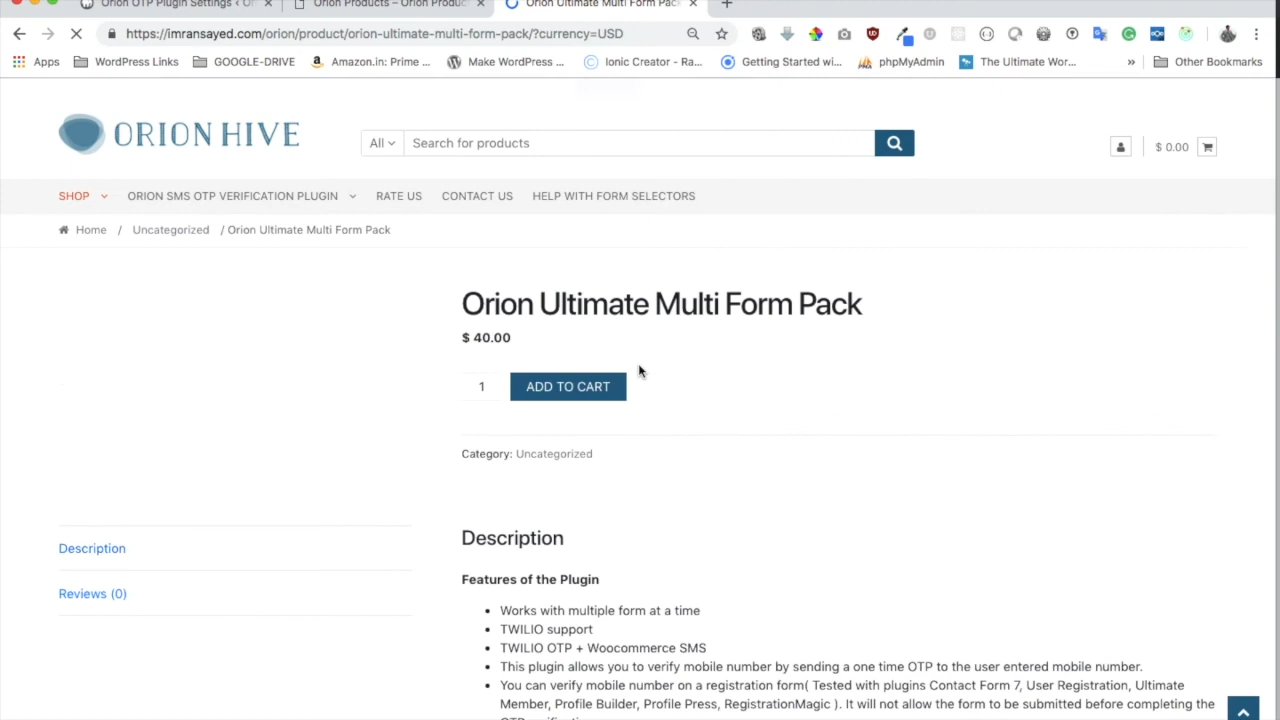 Orion OTP Plugin Settings ‹ Or
Orion Products – Orion Produc
Orion Ultimate Multi Form Pac
https://imransayed.com/orion/product/orion-ultimate-multi-form-pack/?currency=USD
Apps WordPress Links GOOGLE-DRIVE Amazon.in: Prime ... Make WordPress ... Ionic Creator - Ra... Getting Started wi... phpMyAdmin The Ultimate Wor... » Other Bookmarks
ORION HIVE
All Search for products
$ 0.00
SHOP ORION SMS OTP VERIFICATION PLUGIN RATE US CONTACT US HELP WITH FORM SELECTORS
Home / Uncategorized / Orion Ultimate Multi Form Pack
Orion Ultimate Multi Form Pack
$ 40.00
1 ADD TO CART
Category: Uncategorized
Description
Reviews (0)
Description
Features of the Plugin
• Works with multiple form at a time
• TWILIO support
• TWILIO OTP + Woocommerce SMS
• This plugin allows you to verify mobile number by sending a one time OTP to the user entered mobile number.
• You can verify mobile number on a registration form( Tested with plugins Contact Form 7, User Registration, Ultimate
Member, Profile Builder, Profile Press, RegistrationMagic ). It will not allow the form to be submitted before completing the